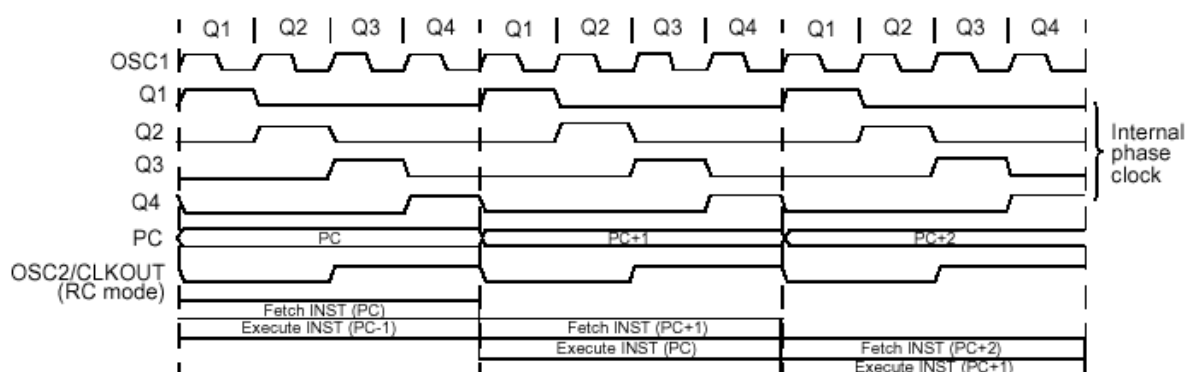 Q1 Q2 Q3 Q4 Q1 Q2 Q3 Q4 Q1 Q2 Q3 Q4
OSC1
Q1
Q2
Internal
phase
clock
Q3
Q4
PC PC PC+1 PC+2
OSC2/CLKOUT
(RC mode)
Fetch INST (PC)
Execute INST (PC-1) Fetch INST (PC+1)
Execute INST (PC) Fetch INST (PC+2)
Execute INST (PC+1)